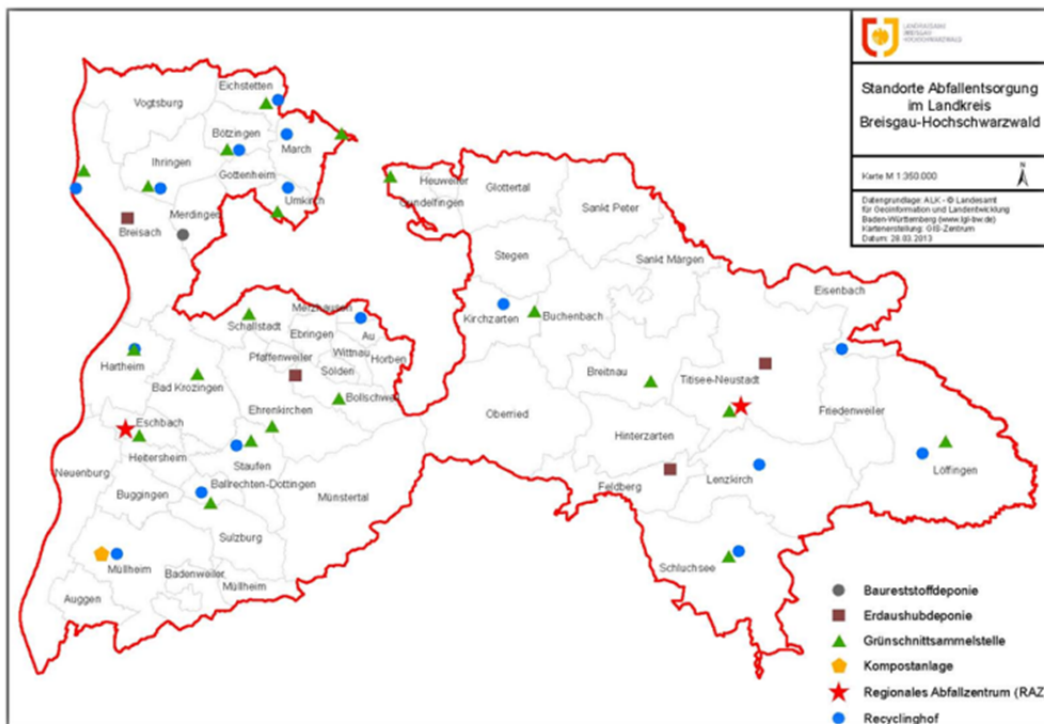 LANDRATSAMT
BREISGAU-
HOCHSCHWARZWALD
Standorte Abfallentsorgung
im Landkreis
Breisgau-Hochschwarzwald
Karte M 1:350.000
N
Datengrundlage: ALK - © Landesamt
für Geoinformation und Landentwicklung
Baden-Württemberg (www.lgl-bw.de)
Kartenerstellung: GIS-Zentrum
Datum: 28.03.2013
Eichstetten
Vogtsburg
Bötzingen
March
Ihringen
Gottenheim
Umkirch
Merdingen
Breisach
Heuweiler
Gundelfingen
Glottertal
Sankt Peter
Stegen
Sankt Märgen
Eisenbach
Kirchzarten
Buchenbach
Merzhausen
Schallstadt
Ebringen
Au
Wittnau
Horben
Pfaffenweiler
Sölden
Hartheim
Bad Krozingen
Bollschweil
Ehrenkirchen
Breitnau
Titisee-Neustadt
Oberried
Friedenweiler
Eschbach
Heitersheim
Staufen
Hinterzarten
Löffingen
Neuenburg
Ballrechten-Dottingen
Feldberg
Lenzkirch
Buggingen
Münstertal
Sulzburg
Schluchsee
Müllheim
Badenweiler
Müllheim
Auggen
Baureststoffdeponie
Erdaushubdeponie
Grünschnittsammelstelle
Kompostanlage
Regionales Abfallzentrum (RAZ
Recyclinghof